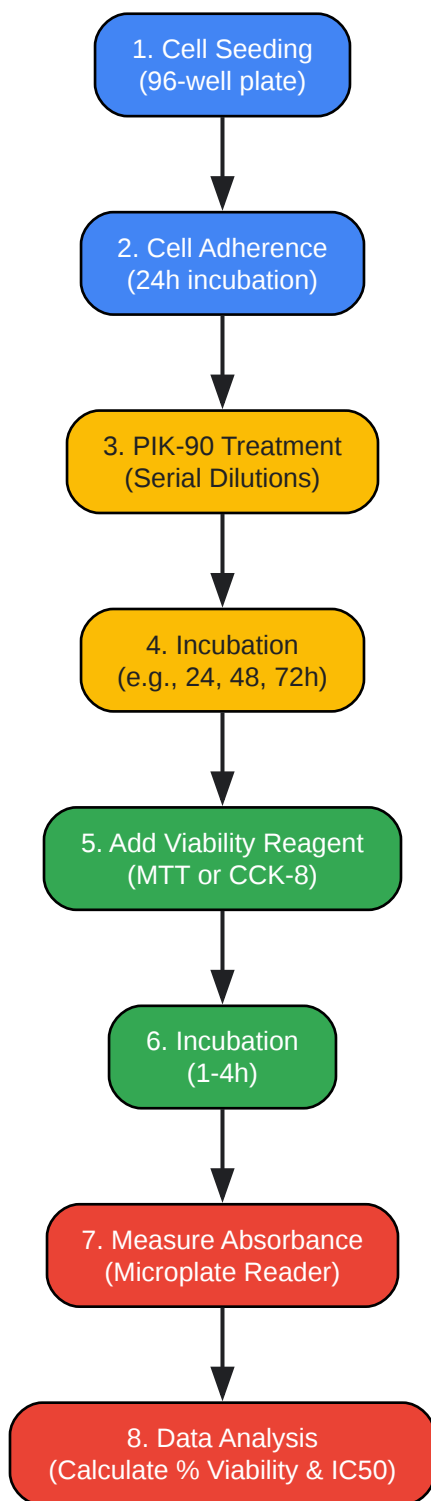 1. Cell Seeding
(96-well plate)
2. Cell Adherence
(24h incubation)
3. PIK-90 Treatment
(Serial Dilutions)
4. Incubation
(e.g., 24, 48, 72h)
5. Add Viability Reagent
(MTT or CCK-8)
6. Incubation
(1-4h)
7. Measure Absorbance
(Microplate Reader)
8. Data Analysis
(Calculate % Viability & IC50)